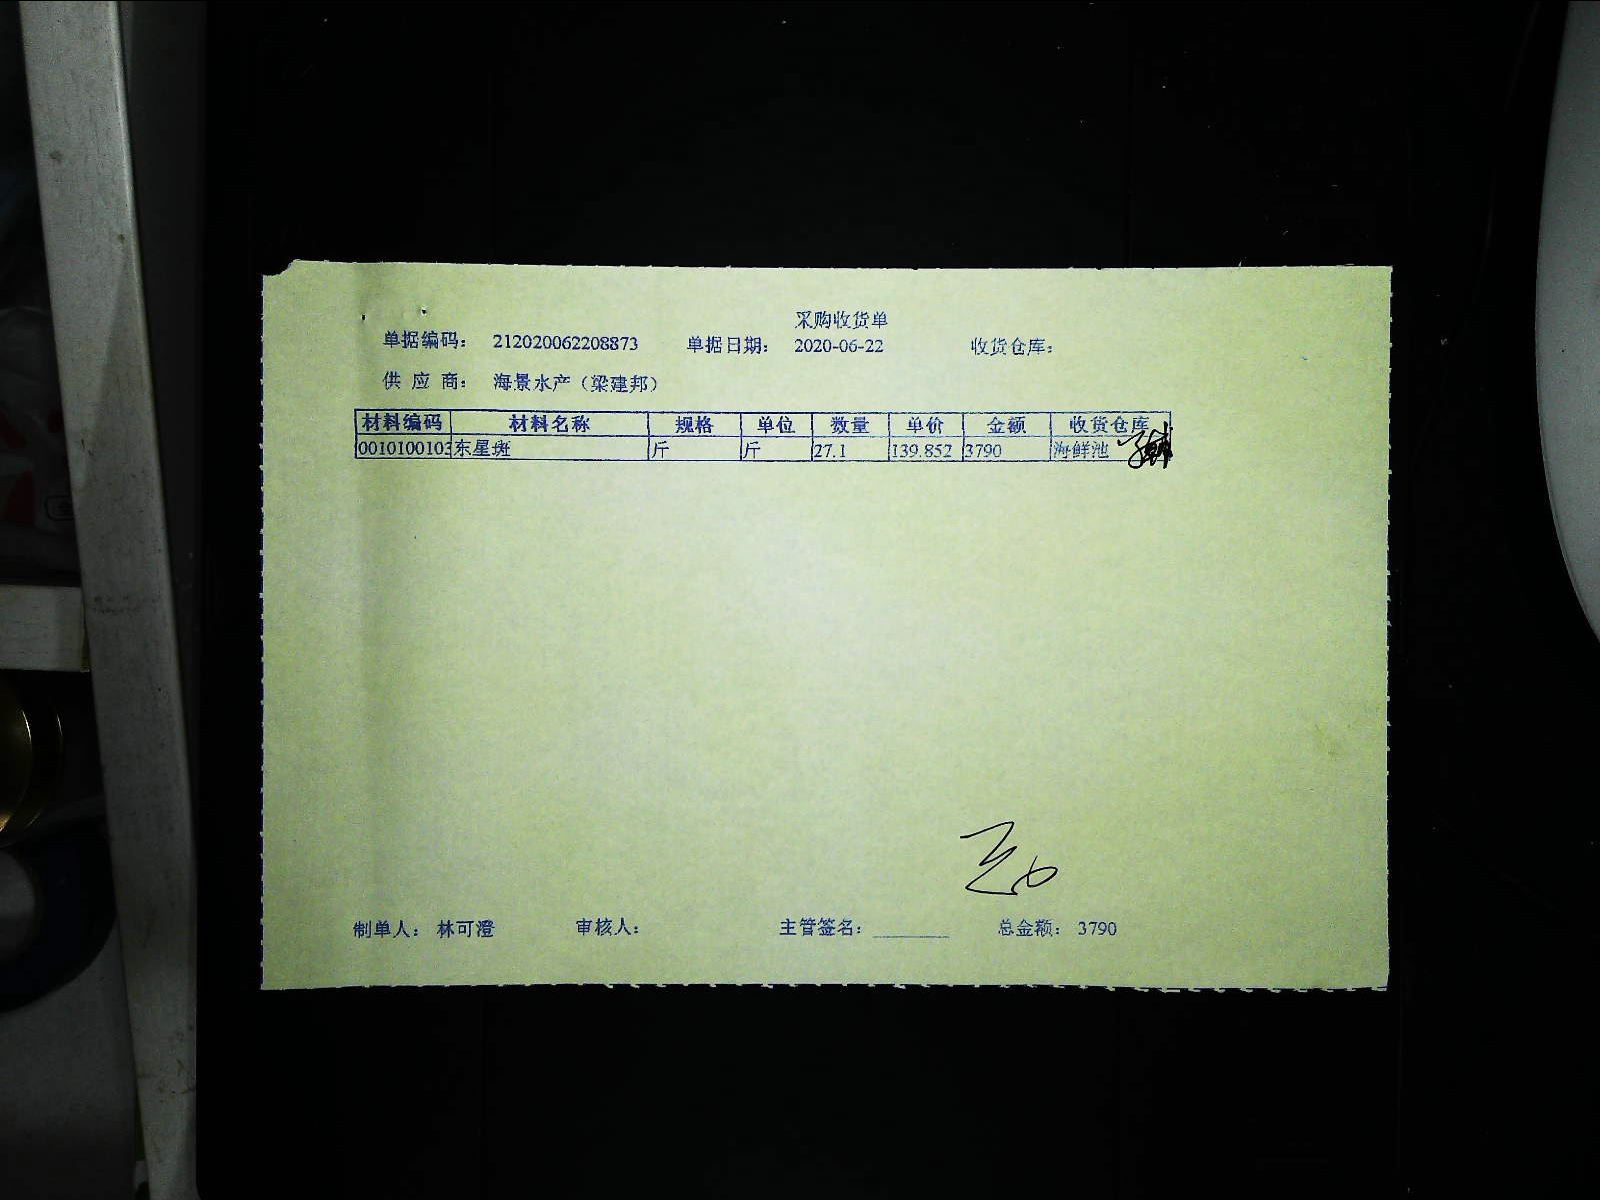 采购收货单
单据编码： 212020062208873 单据日期： 2020-06-22 收货仓库：
供 应 商： 海景水产（梁建邦）
材料编码 材料名称 规格 单位 数量 单价 金额 收货仓库
0010100103 东星斑 斤 斤 27.1 139.852 3790 海鲜池
制单人： 林可澄 审核人： 主管签名： 总金额： 3790